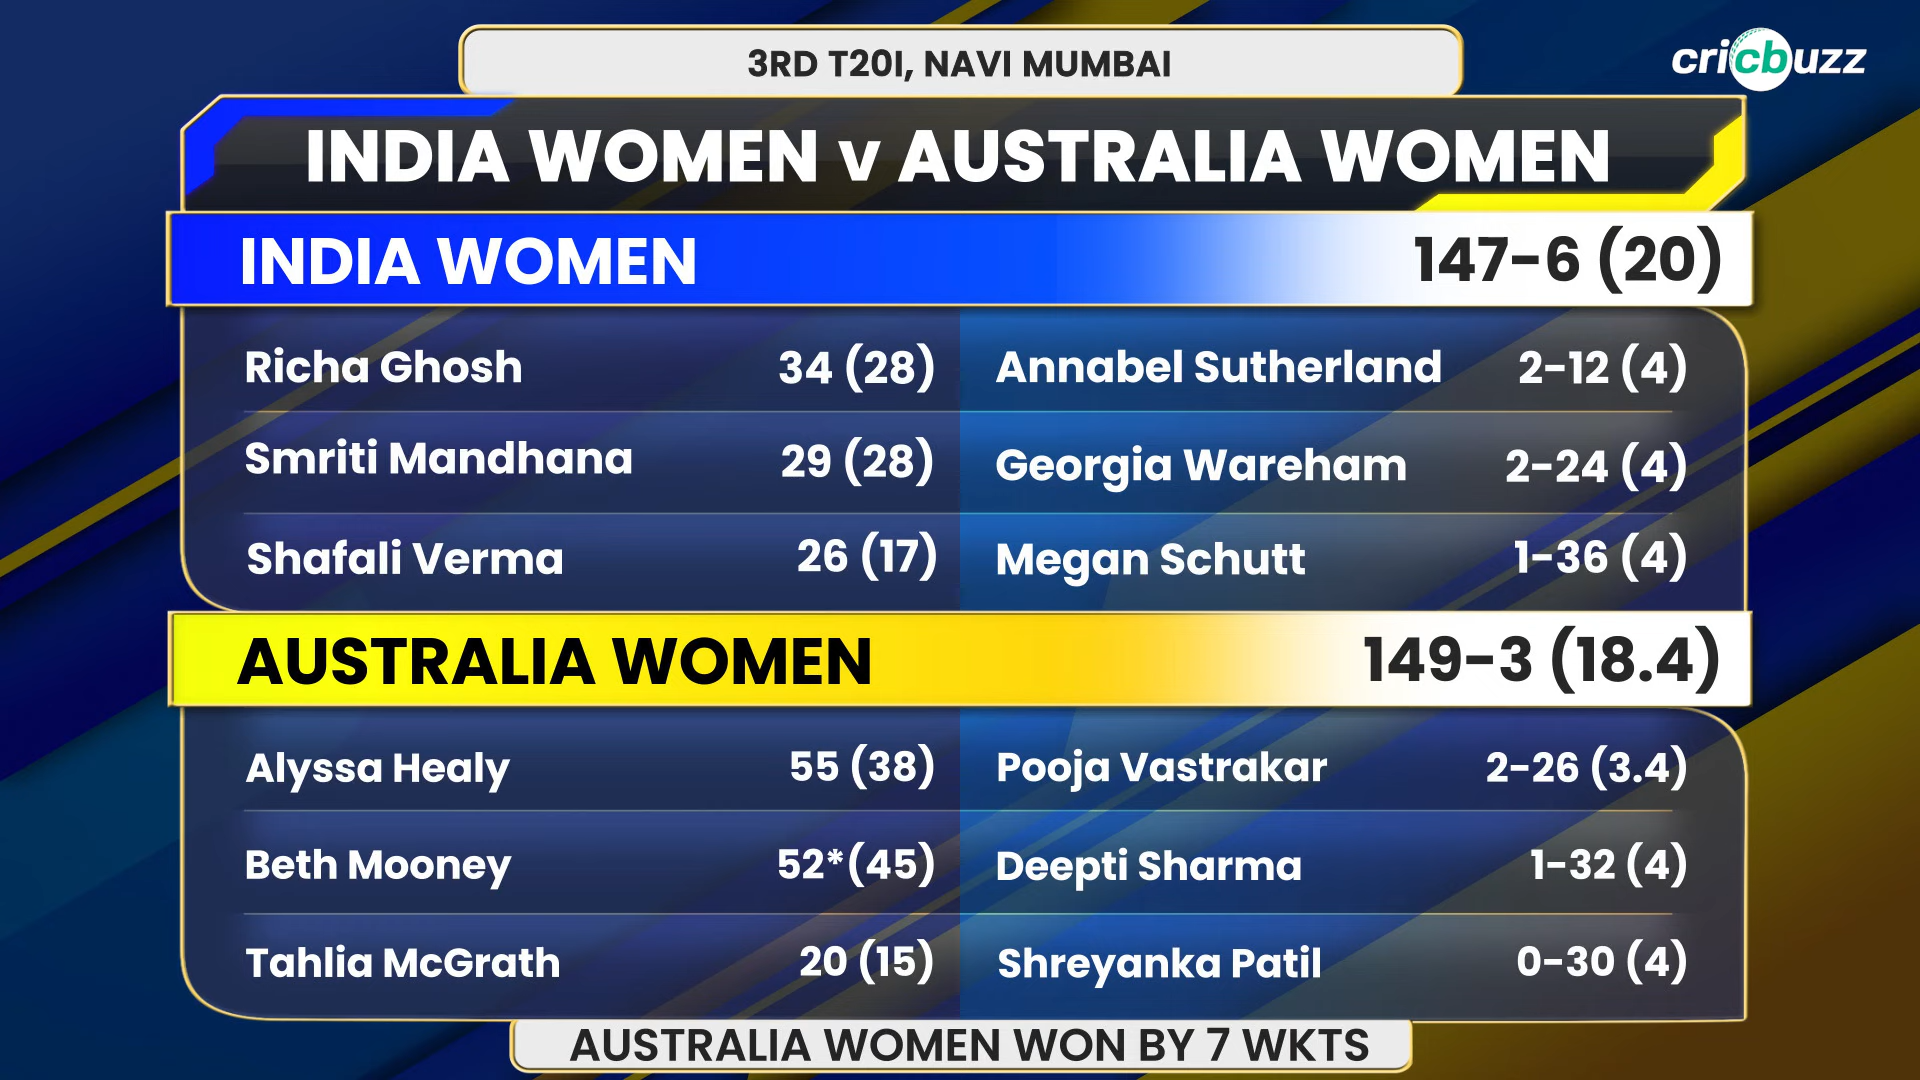 3RD T20I, NAVI MUMBAI
cricbuzz
INDIA WOMEN v AUSTRALIA WOMEN
INDIA WOMEN 147-6 (20)
Richa Ghosh 34 (28) Annabel Sutherland 2-12 (4)
Smriti Mandhana 29 (28) Georgia Wareham 2-24 (4)
Shafali Verma 26 (17) Megan Schutt 1-36 (4)
AUSTRALIA WOMEN 149-3 (18.4)
Alyssa Healy 55 (38) Pooja Vastrakar 2-26 (3.4)
Beth Mooney 52*(45) Deepti Sharma 1-32 (4)
Tahlia McGrath 20 (15) Shreyanka Patil 0-30 (4)
AUSTRALIA WOMEN WON BY 7 WKTS